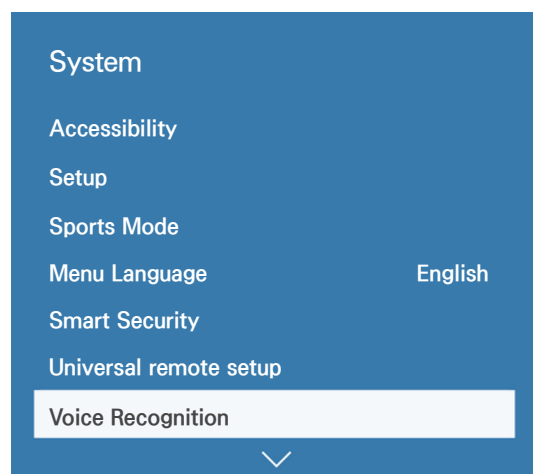 System
Accessibility
Setup
Sports Mode
Menu Language English
Smart Security
Universal remote setup
Voice Recognition